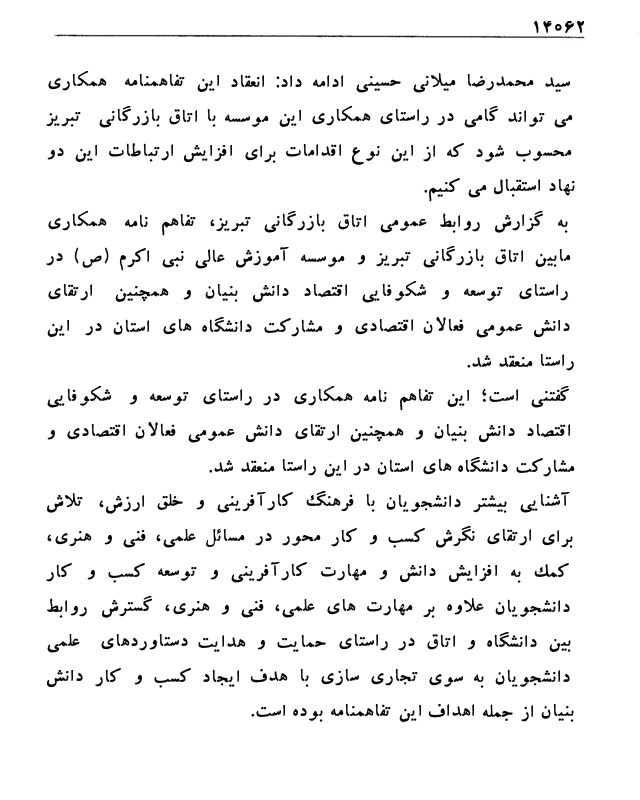 ۱۴۰۶۲
سید محمدرضا میلانی حسینی ادامه داد: انعقاد این تفاهمنامه همکاری
می تواند گامی در راستای همکاری این موسسه با اتاق بازرگانی تبریز
محسوب شود که از این نوع اقدامات برای افزایش ارتباطات این دو
نهاد استقبال می کنیم.
به گزارش روابط عمومی اتاق بازرگانی تبریز، تفاهم نامه همکاری
مابین اتاق بازرگانی تبریز و موسسه آموزش عالی نبی اکرم (ص) در
راستای توسعه و شکوفایی اقتصاد دانش بنیان و همچنین ارتقای
دانش عمومی فعالان اقتصادی و مشارکت دانشگاه های استان در این
راستا منعقد شد.
گفتنی است؛ این تفاهم نامه همکاری در راستای توسعه و شکوفایی
اقتصاد دانش بنیان و همچنین ارتقای دانش عمومی فعالان اقتصادی و
مشارکت دانشگاه های استان در این راستا منعقد شد.
آشنایی بیشتر دانشجویان با فرهنگ کارآفرینی و خلق ارزش، تلاش
برای ارتقای نگرش کسب و کار محور در مسائل علمی، فنی و هنری،
کمک به افزایش دانش و مهارت کارآفرینی و توسعه کسب و کار
دانشجویان علاوه بر مهارت های علمی، فنی و هنری، گسترش روابط
بین دانشگاه و اتاق در راستای حمایت و هدایت دستاوردهای علمی
دانشجویان به سوی تجاری سازی با هدف ایجاد کسب و کار دانش
بنیان از جمله اهداف این تفاهمنامه بوده است.